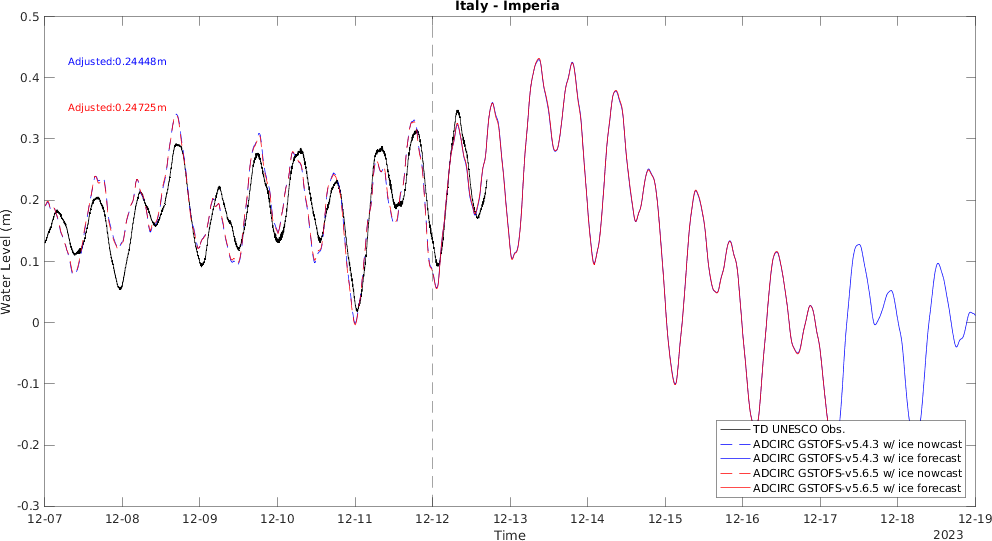 Italy - Imperia
0.5
0.4
0.3
0.2
0.1
0
-0.1
-0.2
-0.3
Water Level (m)
Adjusted:0.24448m
Adjusted:0.24725m
TD UNESCO Obs.
ADCIRC GSTOFS-v5.4.3 w/ ice nowcast
ADCIRC GSTOFS-v5.4.3 w/ ice forecast
ADCIRC GSTOFS-v5.6.5 w/ ice nowcast
ADCIRC GSTOFS-v5.6.5 w/ ice forecast
12-07 12-08 12-09 12-10 12-11 12-12 12-13 12-14 12-15 12-16 12-17 12-18 12-19
Time
2023